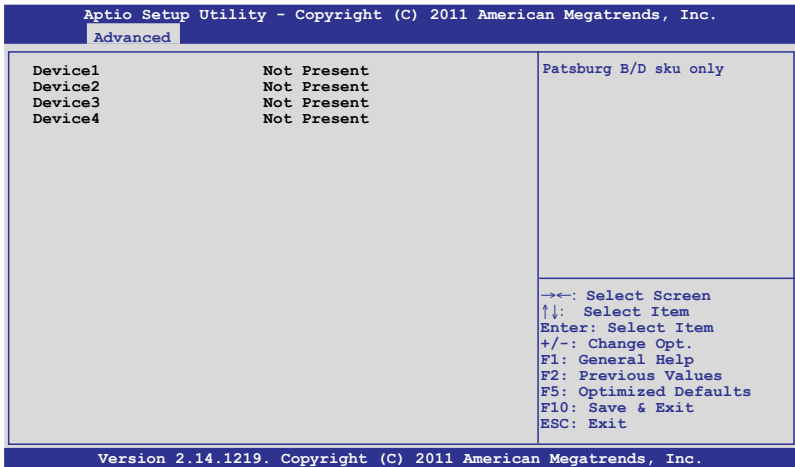 Aptio Setup Utility - Copyright (C) 2011 American Megatrends, Inc.
Advanced
Device1 Not Present
Device2 Not Present
Device3 Not Present
Device4 Not Present
Patsburg B/D sku only
→←: Select Screen
↑↓: Select Item
Enter: Select Item
+/-: Change Opt.
F1: General Help
F2: Previous Values
F5: Optimized Defaults
F10: Save & Exit
ESC: Exit
Version 2.14.1219. Copyright (C) 2011 American Megatrends, Inc.